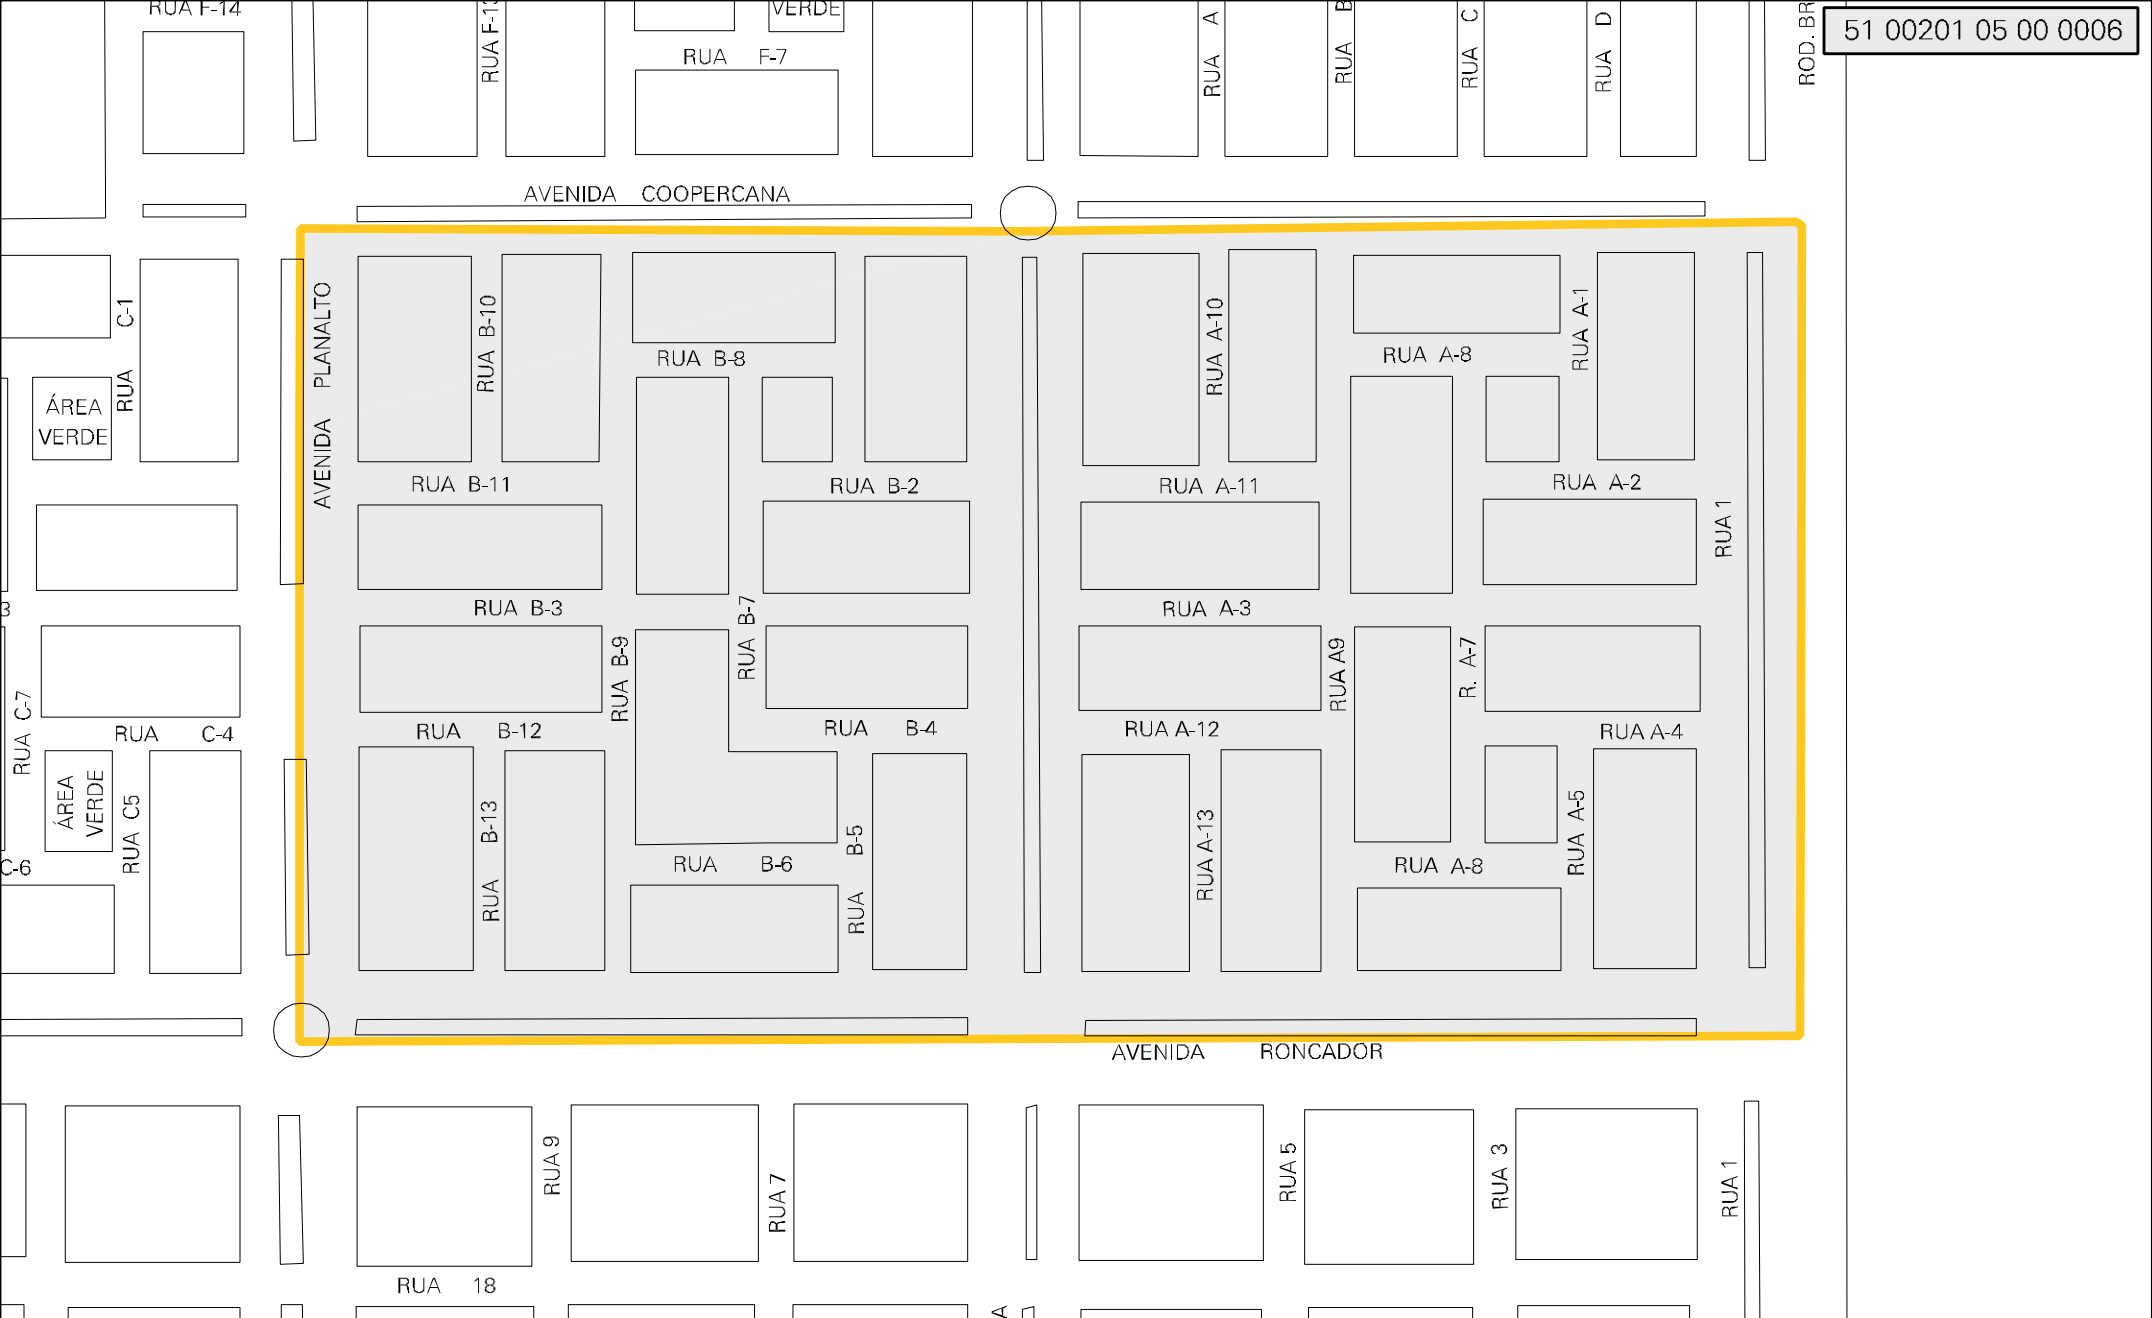 RUA F-14
RUA F-13
VERDE
RUA F-7
RUA A
RUA B
RUA C
RUA D
ROD. BR
51 00201 05 00 0006
AVENIDA COOPERCANA
RUA C-1
AVENIDA PLANALTO
RUA B-10
RUA B-8
RUA A-10
RUA A-8
RUA A-1
ÁREA
VERDE
RUA B-11
RUA B-2
RUA A-11
RUA A-2
RUA 1
3
RUA B-3
RUA B-7
RUA A-3
RUA B-9
RUA A9
R. A-7
RUA C-7
RUA C-4
RUA B-12
RUA B-4
RUA A-12
RUA A-4
ÁREA
VERDE
RUA C5
RUA B-13
RUA B-5
RUA A-13
RUA A-5
C-6
RUA B-6
RUA A-8
AVENIDA RONCADOR
RUA 9
RUA 7
RUA 5
RUA 3
RUA 1
RUA 18
A